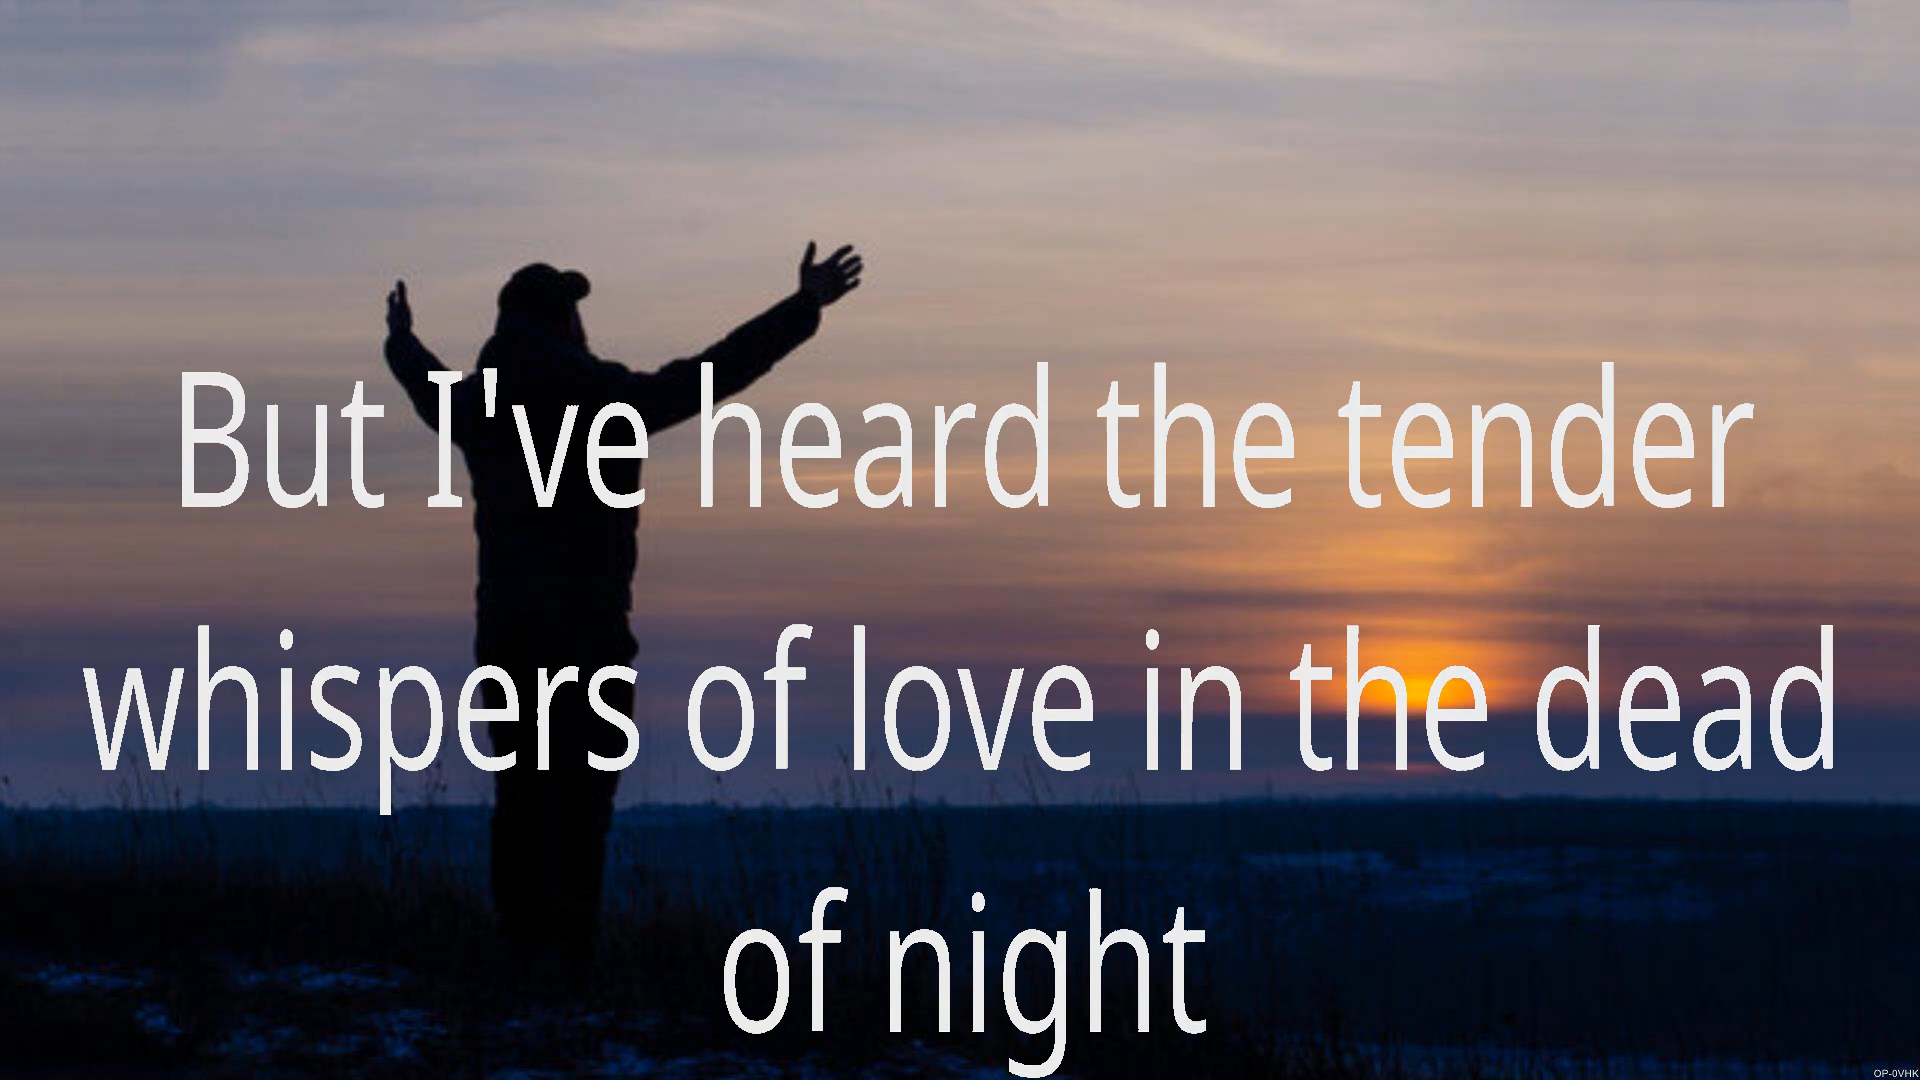 But I've heard the tender
whispers of love in the dead
of night
OP-0VHK